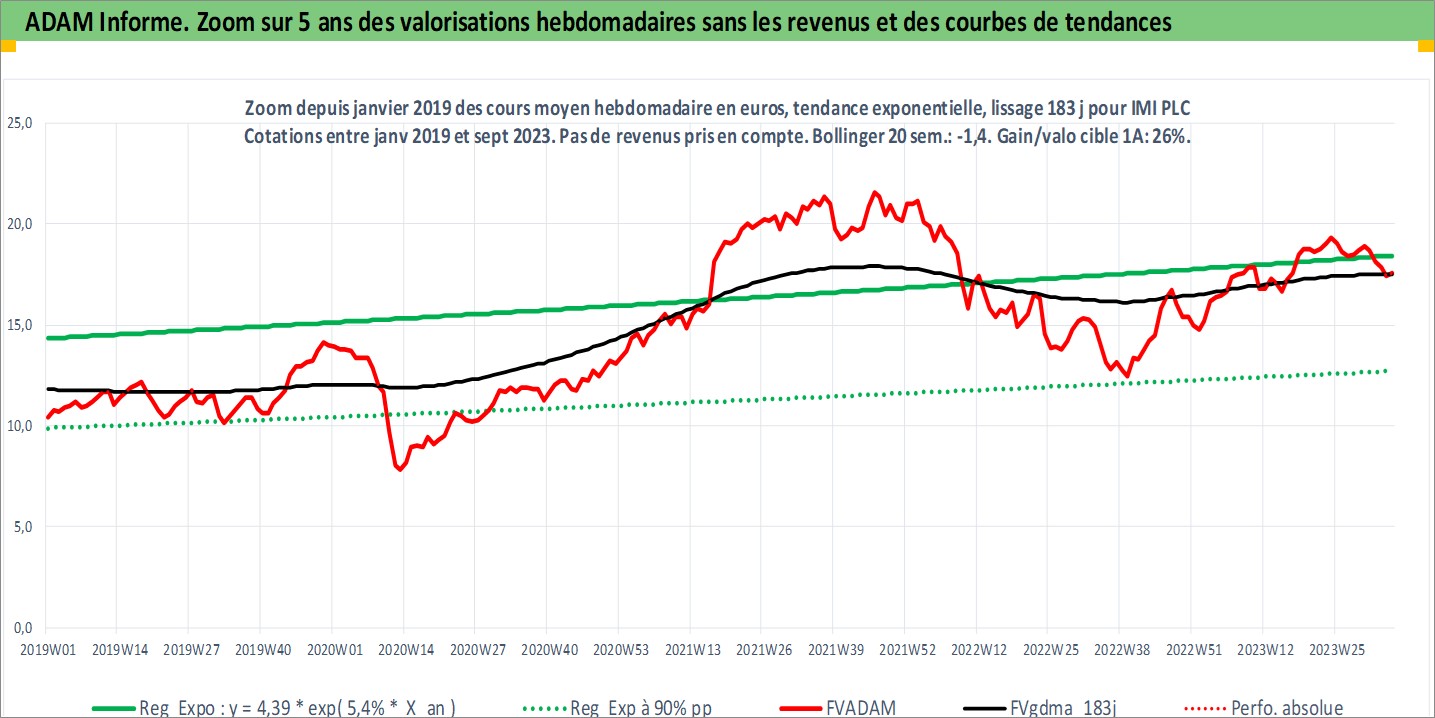 ADAM Informe. Zoom sur 5 ans des valorisations hebdomadaires sans les revenus et des courbes de tendances
Zoom depuis janvier 2019 des cours moyen hebdomadaire en euros, tendance exponentielle, lissage 183 j pour IMI PLC
Cotations entre janv 2019 et sept 2023. Pas de revenus pris en compte. Bollinger 20 sem.: -1,4. Gain/valo cible 1A: 26%.
25,0
20,0
15,0
10,0
5,0
0,0
2019W01 2019W14 2019W27 2019W40 2020W01 2020W14 2020W27 2020W40 2020W53 2021W13 2021W26 2021W39 2021W52 2022W12 2022W25 2022W38 2022W51 2023W12 2023W25
Reg Expo : y = 4,39 * exp( 5,4% * X an ) Reg Exp à 90% pp FVADAM FVgdma 183j Perfo. absolue